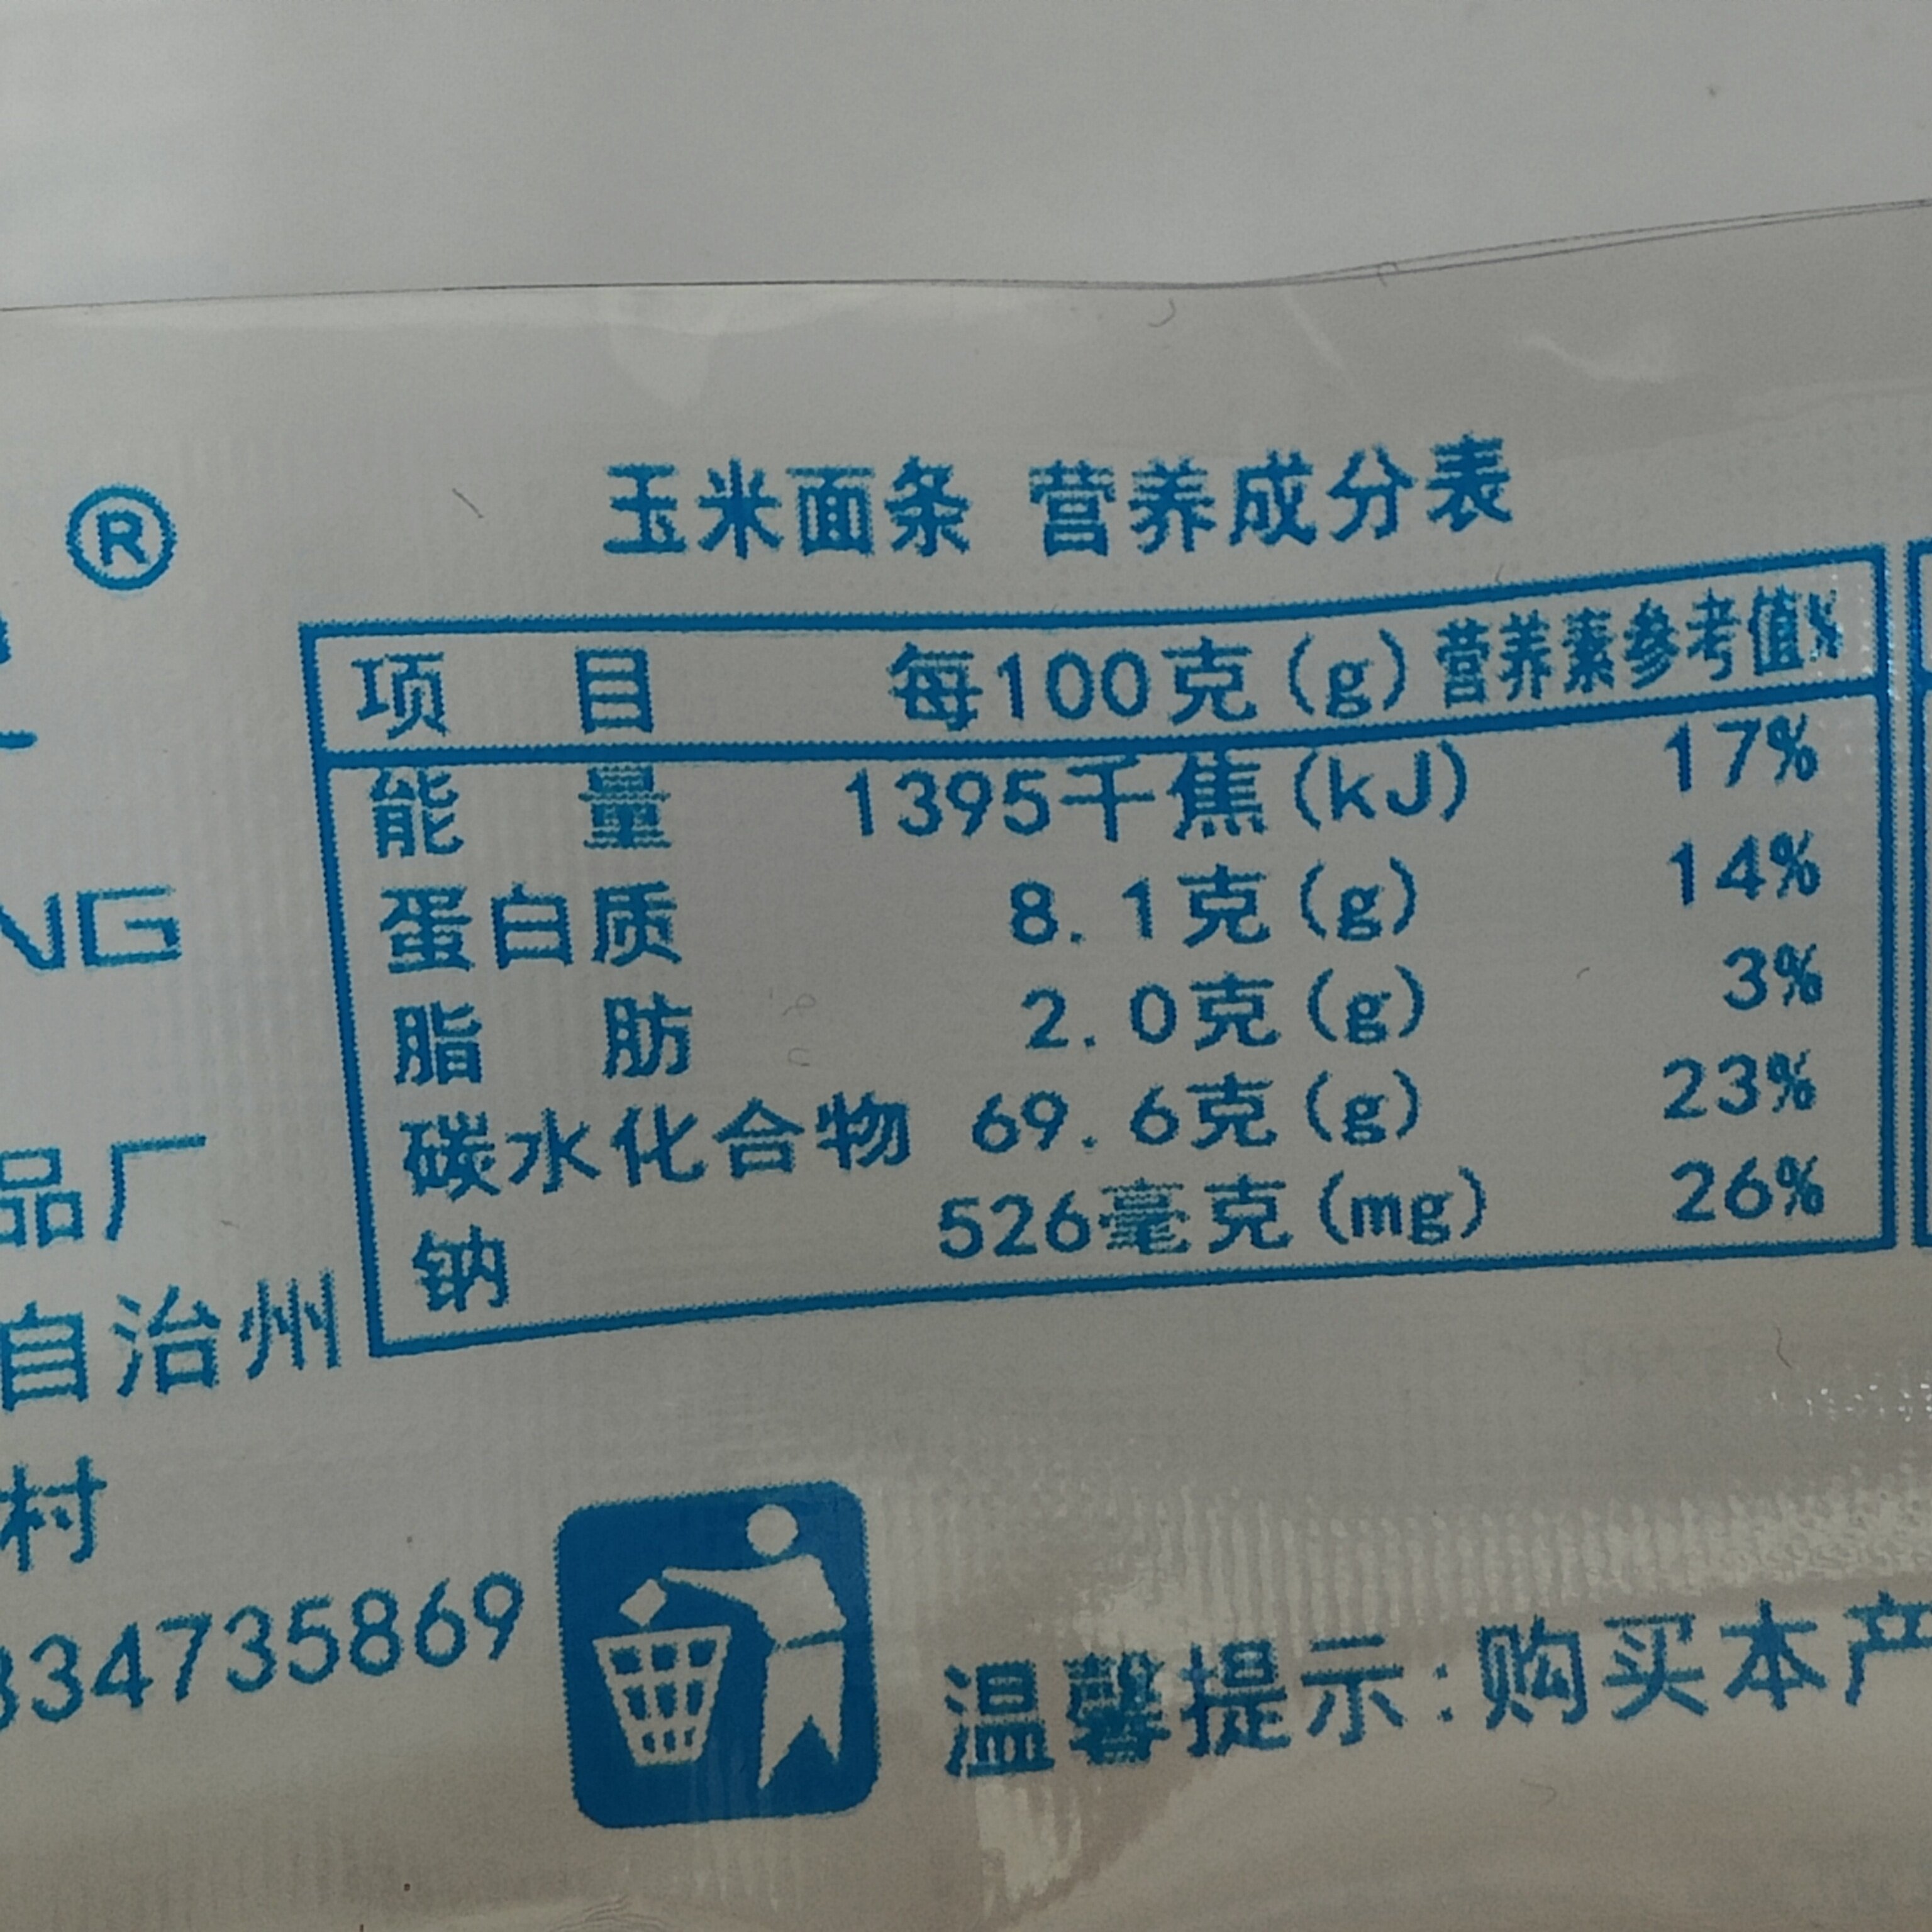 ®
玉米面条 营养成分表
项 目 每100克(g) 营养素参考值%
能 量 1395千焦(kJ) 17%
蛋白质 8.1克(g) 14%
脂 肪 2.0克(g) 3%
碳水化合物 69.6克(g) 23%
钠 526毫克(mg) 26%
NG
品厂
自治州
村
334735869
温馨提示:购买本产